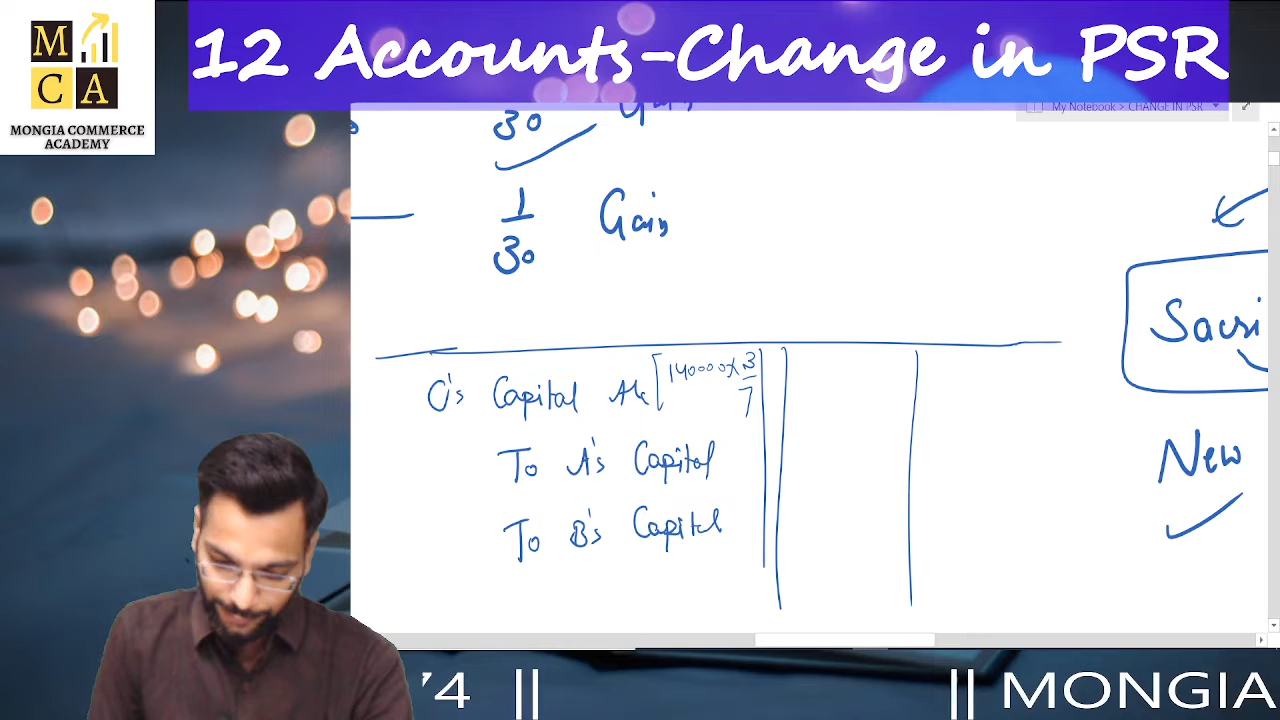 12 Accounts-Change in PSR
M
C A
MONGIA COMMERCE
ACADEMY
My Notebook > CHANGE IN PSR
30
1
30 Gain
Sacri
C's Capital A/c [140000 x 3
7
To A's Capital
To B's Capital
New
'4 || || MONGIA